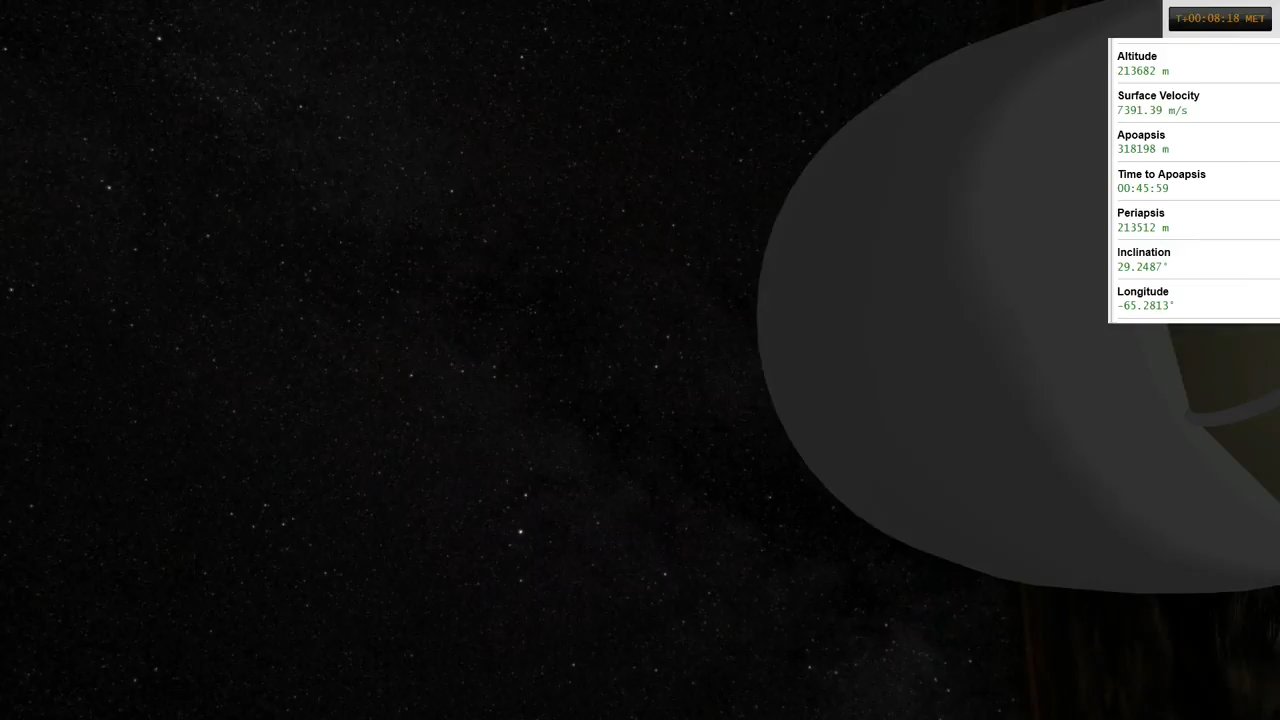 T+00:08:18 MET
Altitude
213682 m
Surface Velocity
7391.39 m/s
Apoapsis
318198 m
Time to Apoapsis
00:45:59
Periapsis
213512 m
Inclination
29.2487°
Longitude
-65.2813°